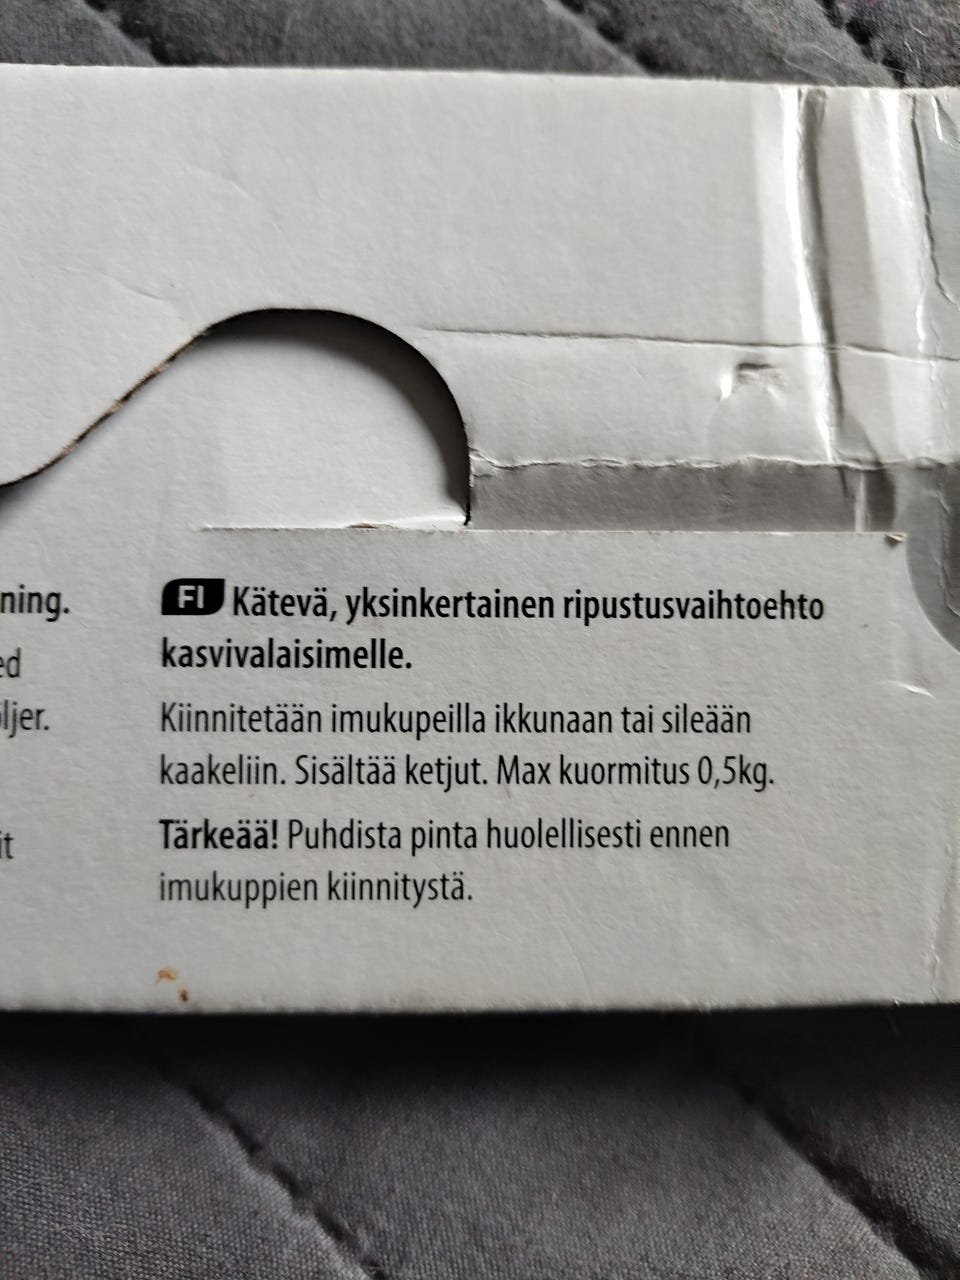 ning.
ed
ljer.
it
FI Kätevä, yksinkertainen ripustusvaihtoehto
kasvivalaisimelle.
Kiinnitetään imukupeilla ikkunaan tai sileään
kaakeliin. Sisältää ketjut. Max kuormitus 0,5kg.
Tärkeää! Puhdista pinta huolellisesti ennen
imukuppien kiinnitystä.